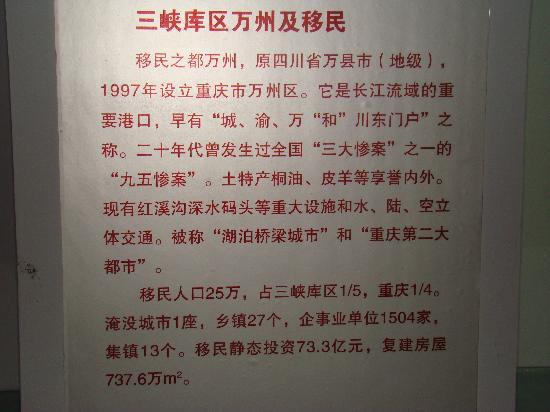 三峡库区万州及移民
移民之都万州，原四川省万县市（地级），
1997年设立重庆市万州区。它是长江流域的重
要港口，早有“城、渝、万“和”川东门户”之
称。二十年代曾发生过全国“三大惨案”之一的
“九五惨案”。土特产桐油、皮羊等享誉内外。
现有红溪沟深水码头等重大设施和水、陆、空立
体交通。被称“湖泊桥梁城市”和“重庆第二大
都市”。
移民人口25万，占三峡库区1/5，重庆1/4。
淹没城市1座，乡镇27个，企事业单位1504家，
集镇13个。移民静态投资73.3亿元，复建房屋
737.6万m²。